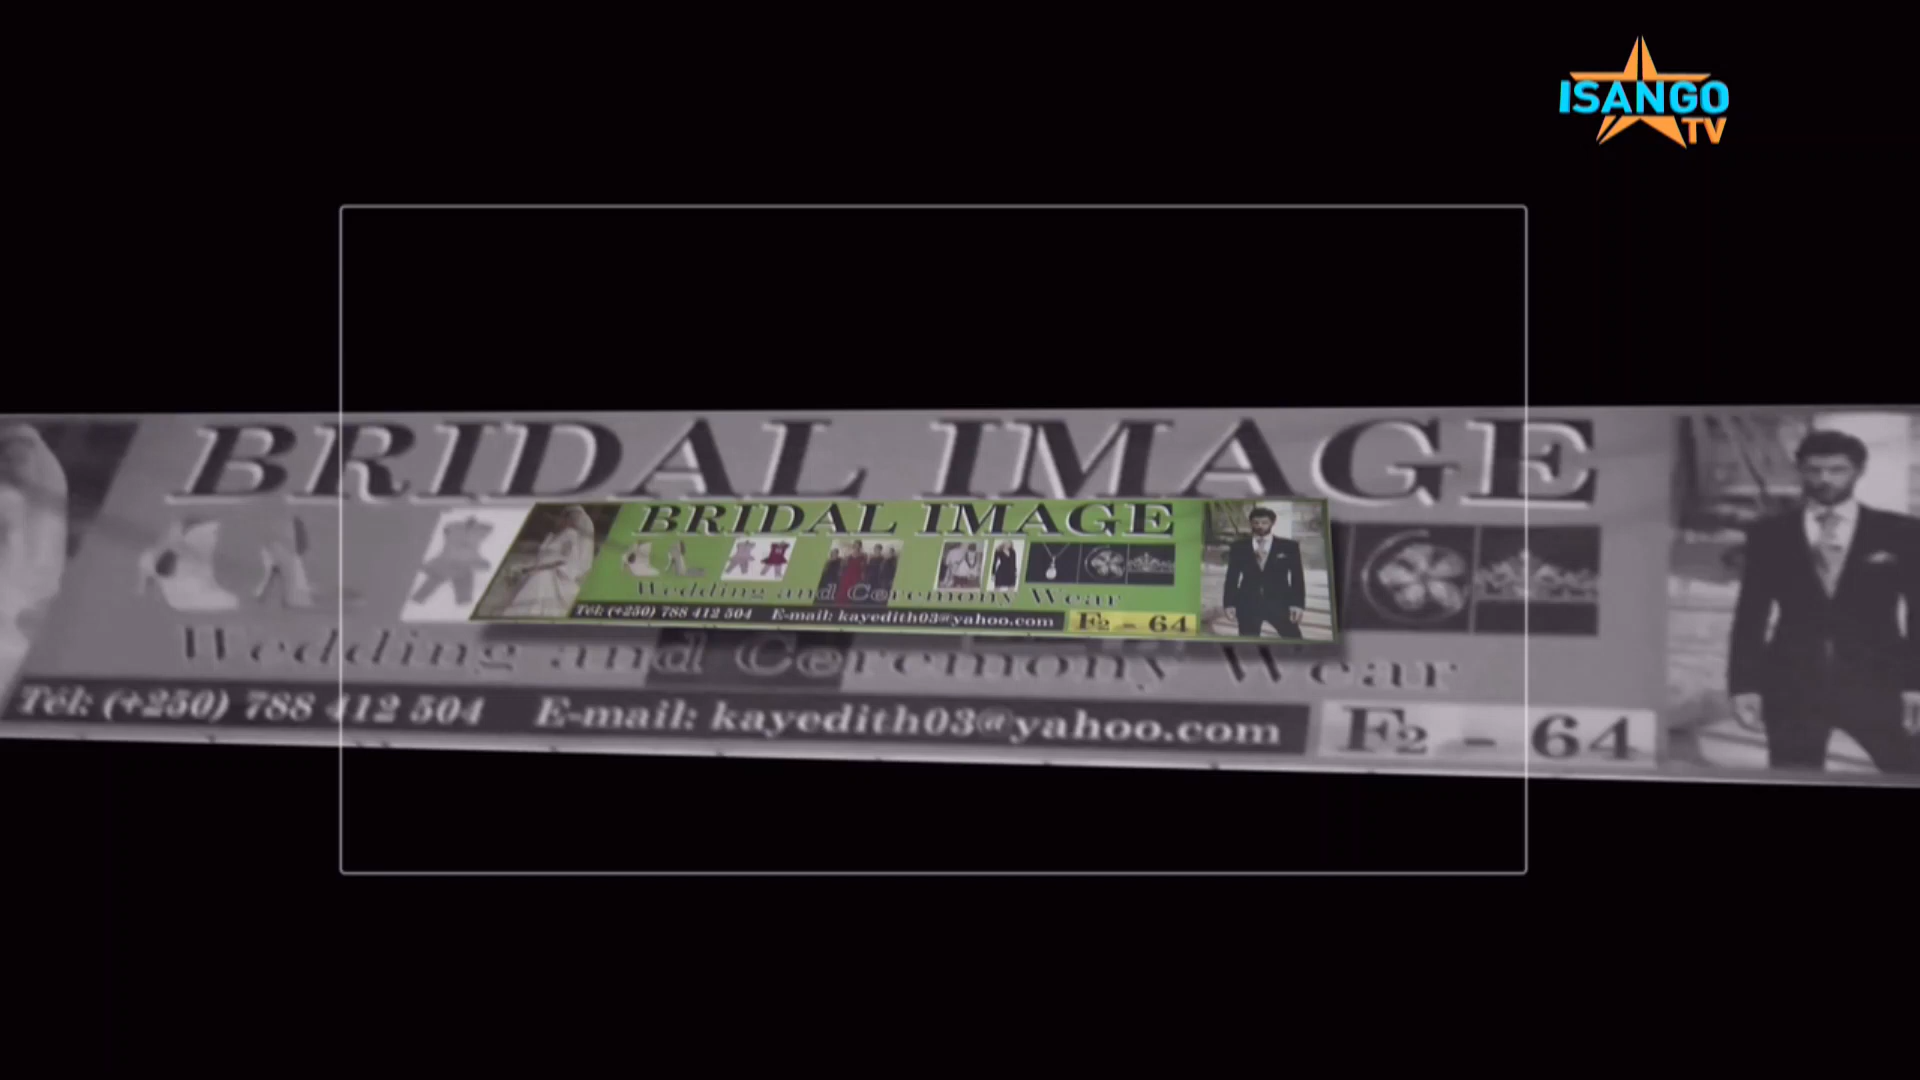 ISANGO
TV
BRIDAL IMAGE
Wedding and Ceremony Wear
Tél: (+250) 788 412 504 E-mail: kayedith03@yahoo.com F2 - 64
BRIDAL IMAGE
Wedding and Ceremony Wear
Tél: (+250) 788 412 504 E-mail: kayedith03@yahoo.com F2 - 64